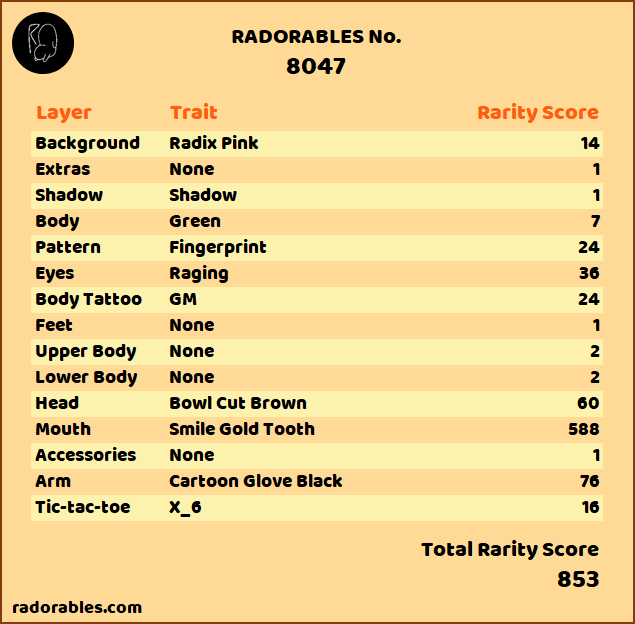 RADORABLES No.
8047
Layer Trait Rarity Score
Background Radix Pink 14
Extras None 1
Shadow Shadow 1
Body Green 7
Pattern Fingerprint 24
Eyes Raging 36
Body Tattoo GM 24
Feet None 1
Upper Body None 2
Lower Body None 2
Head Bowl Cut Brown 60
Mouth Smile Gold Tooth 588
Accessories None 1
Arm Cartoon Glove Black 76
Tic-tac-toe X_6 16
Total Rarity Score
853
radorables.com